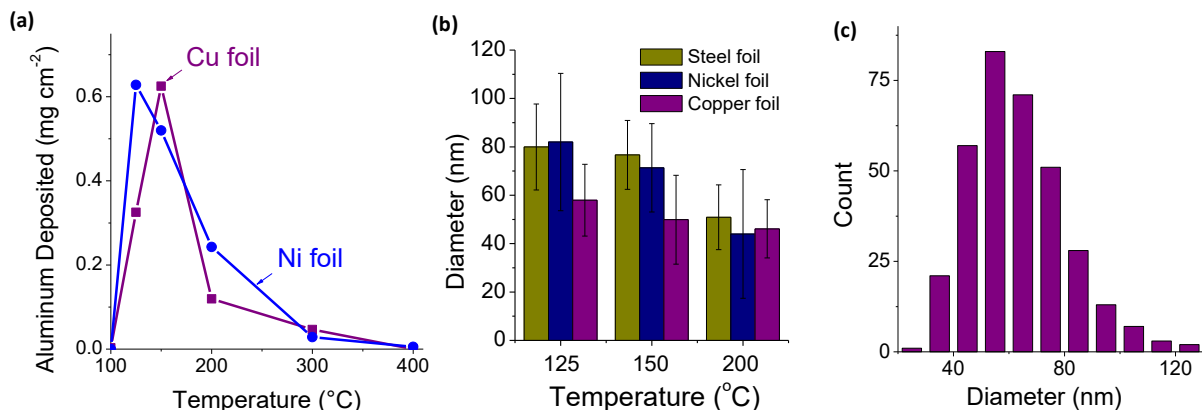 (a)
Aluminum Deposited (mg cm-2)
0.6
0.4
0.2
0.0
Cu foil
Ni foil
100
200
300
400
Temperature (°C)
(b)
Diameter (nm)
120
100
80
60
40
20
0
Steel foil
Nickel foil
Copper foil
125
150
200
Temperature (°C)
(c)
Count
75
50
25
0
40
80
120
Diameter (nm)